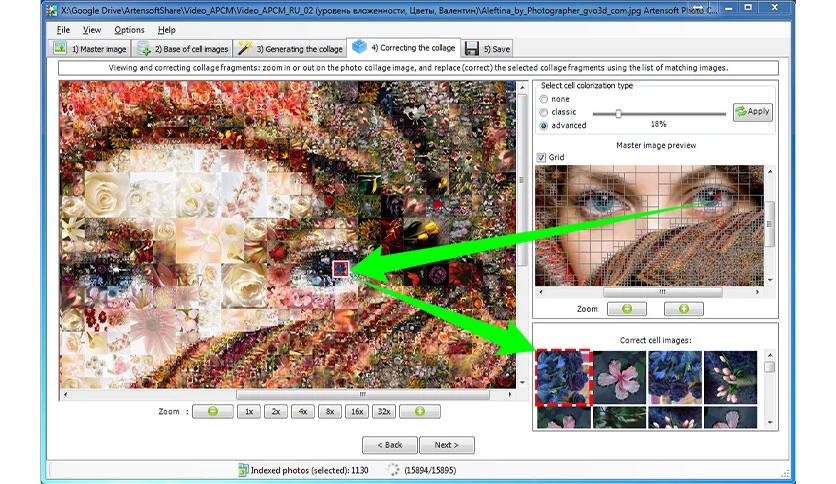 X:\Google Drive\ArtensoftShare\Video_APCM\Video_APCM_RU_02 (уровень вложенности, Цветы, Валентин)\Aleftina_by_Photographer_gvo3d_com.jpg Artensoft Photo C...
File View Options Help
1) Master image 2) Base of cell images 3) Generating the collage 4) Correcting the collage 5) Save
Viewing and correcting collage fragments: zoom in or out on the photo collage image, and replace (correct) the selected collage fragments using the list of matching images.
Select cell colorization type
none
classic
advanced
18%
Apply
Master image preview
Grid
Zoom
Correct cell images:
Zoom :
1x 2x 4x 8x 16x 32x
< Back Next >
Indexed photos (selected): 1130 (15894/15895)